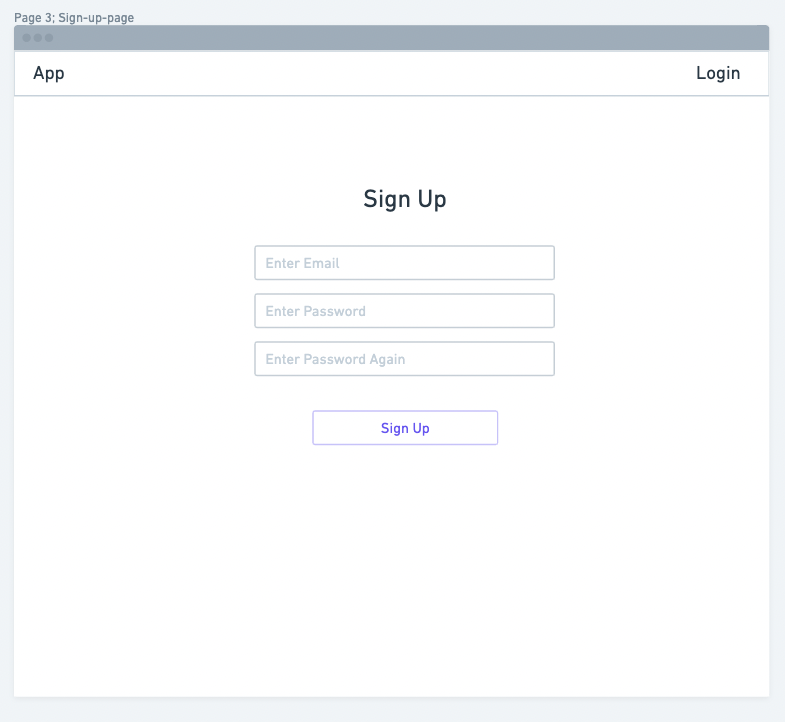 Page 3; Sign-up-page
App
Login
Sign Up
Enter Email
Enter Password
Enter Password Again
Sign Up